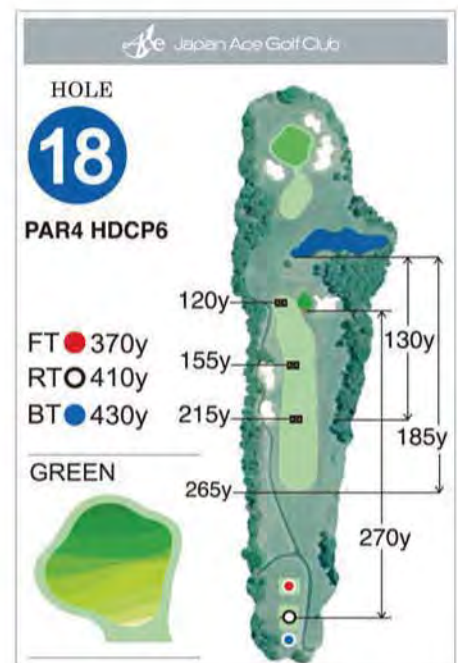 Ace Japan Ace Golf Club
HOLE
18
PAR4 HDCP6
FT 370y
RT 410y
BT 430y
GREEN
120y
155y
215y
265y
130y
185y
270y